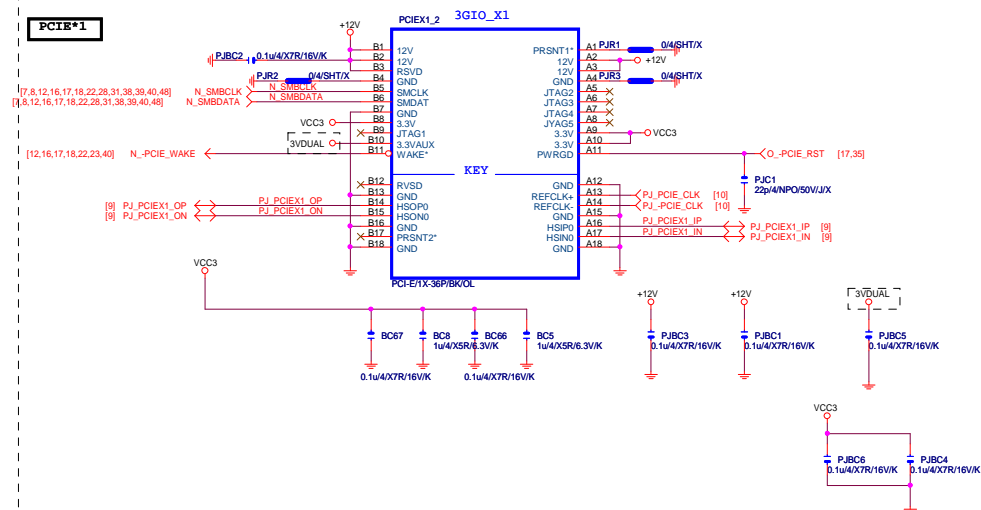 PCIE*1
PCIEX1_2 3GIO_X1
+12V
PJBC2 0.1u/4/X7R/16V/K
PJR2 0/4/SHT/X
PJR1 0/4/SHT/X
+12V
PJR3 0/4/SHT/X
B1 12V PRSNT1* A1
B2 12V 12V A2
B3 RSVD 12V A3
B4 GND GND A4
B5 SMCLK JTAG2 A5
B6 SMDAT JTAG3 A6
B7 GND JTAG4 A7
B8 3.3V JYAG5 A8
B9 JTAG1 3.3V A9
B10 3.3VAUX 3.3V A10
B11 WAKE* PWRGD A11
KEY
B12 RVSD GND A12
B13 GND REFCLK+ A13
B14 HSOP0 REFCLK- A14
B15 HSON0 GND A15
B16 GND HSIP0 A16
B17 PRSNT2* HSIN0 A17
B18 GND GND A18
PCI-E/1X-36P/BK/OL
[7,8,12,16,17,18,22,28,31,38,39,40,48] N_SMBCLK N_SMBCLK
[7,8,12,16,17,18,22,28,31,38,39,40,48] N_SMBDATA N_SMBDATA
VCC3
3VDUAL
[12,16,17,18,22,23,40] N_-PCIE_WAKE
[9] PJ_PCIEX1_OP PJ_PCIEX1_OP
[9] PJ_PCIEX1_ON PJ_PCIEX1_ON
VCC3
O_-PCIE_RST [17,35]
PJC1
22p/4/NPO/50V/J/X
PJ_PCIE_CLK [10]
PJ_-PCIE_CLK [10]
PJ_PCIEX1_IP PJ_PCIEX1_IP [9]
PJ_PCIEX1_IN PJ_PCIEX1_IN [9]
VCC3
BC67
0.1u/4/X7R/16V/K
BC8
1u/4/X5R/6.3V/K
BC66
0.1u/4/X7R/16V/K
BC5
1u/4/X5R/6.3V/K
+12V
PJBC3
0.1u/4/X7R/16V/K
+12V
PJBC1
0.1u/4/X7R/16V/K
3VDUAL
PJBC5
0.1u/4/X7R/16V/K
VCC3
PJBC6
0.1u/4/X7R/16V/K
PJBC4
0.1u/4/X7R/16V/K